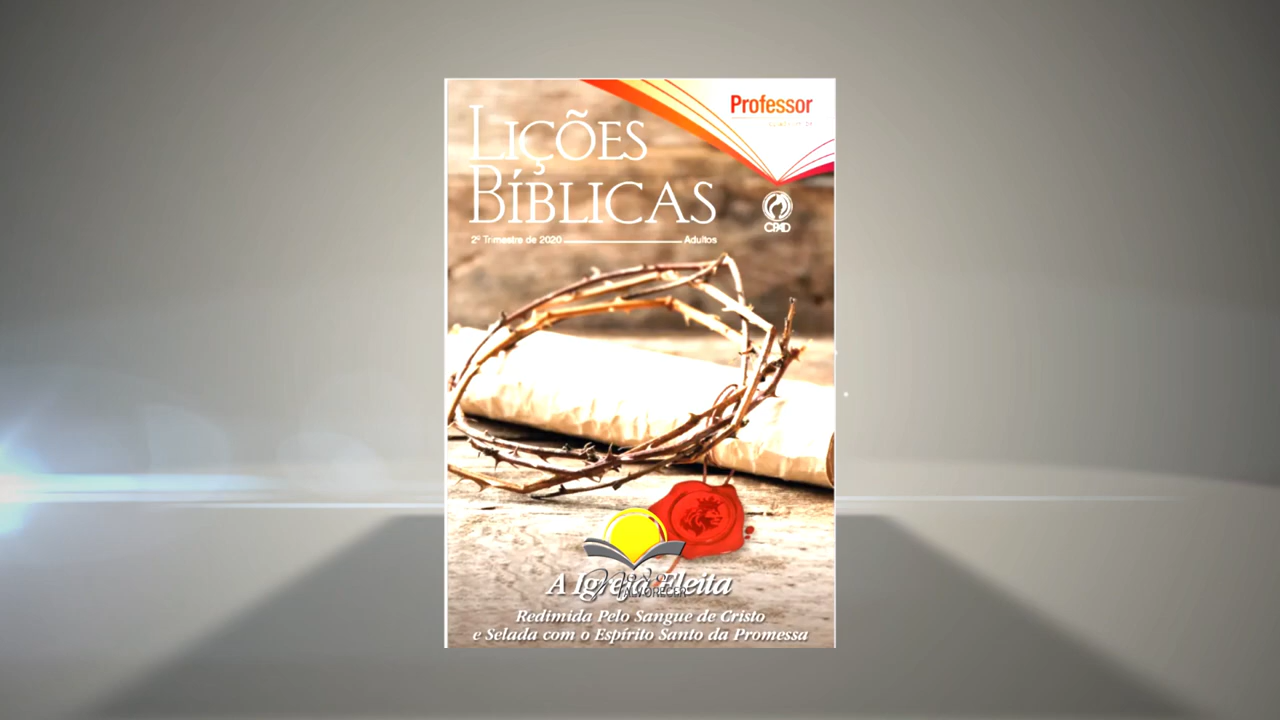 Professor
LIÇÕES
BÍBLICAS
CPAD
2º Trimestre de 2020
Adultos
A Igreja Eleita
ALVORECER
Redimida Pelo Sangue de Cristo
e Selada com o Espírito Santo da Promessa